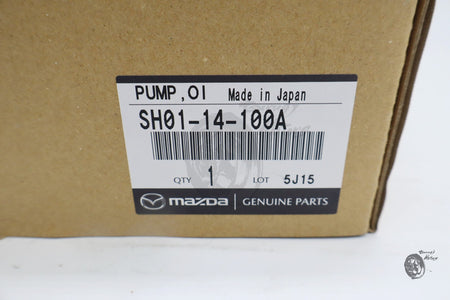 PUMP,OI Made in Japan
SH01-14-100A
QTY 1 LOT 5J15
mazda GENUINE PARTS